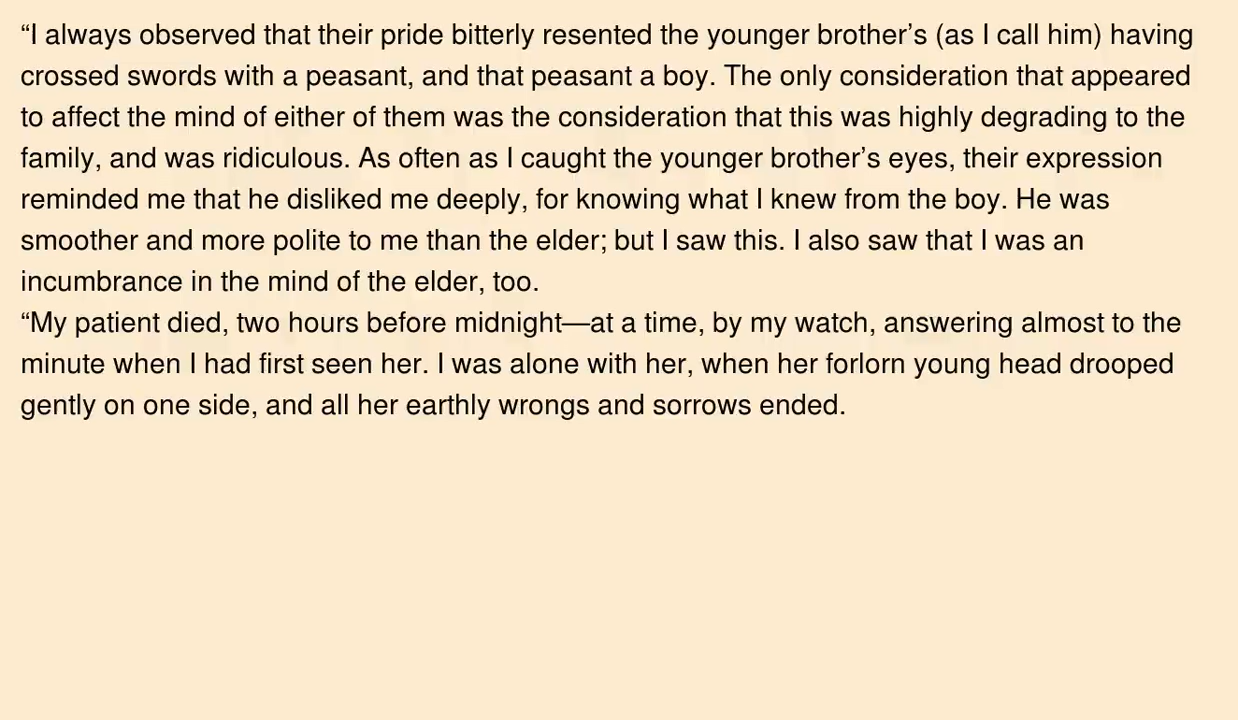 “I always observed that their pride bitterly resented the younger brother’s (as I call him) having
crossed swords with a peasant, and that peasant a boy. The only consideration that appeared
to affect the mind of either of them was the consideration that this was highly degrading to the
family, and was ridiculous. As often as I caught the younger brother’s eyes, their expression
reminded me that he disliked me deeply, for knowing what I knew from the boy. He was
smoother and more polite to me than the elder; but I saw this. I also saw that I was an
incumbrance in the mind of the elder, too.
“My patient died, two hours before midnight—at a time, by my watch, answering almost to the
minute when I had first seen her. I was alone with her, when her forlorn young head drooped
gently on one side, and all her earthly wrongs and sorrows ended.